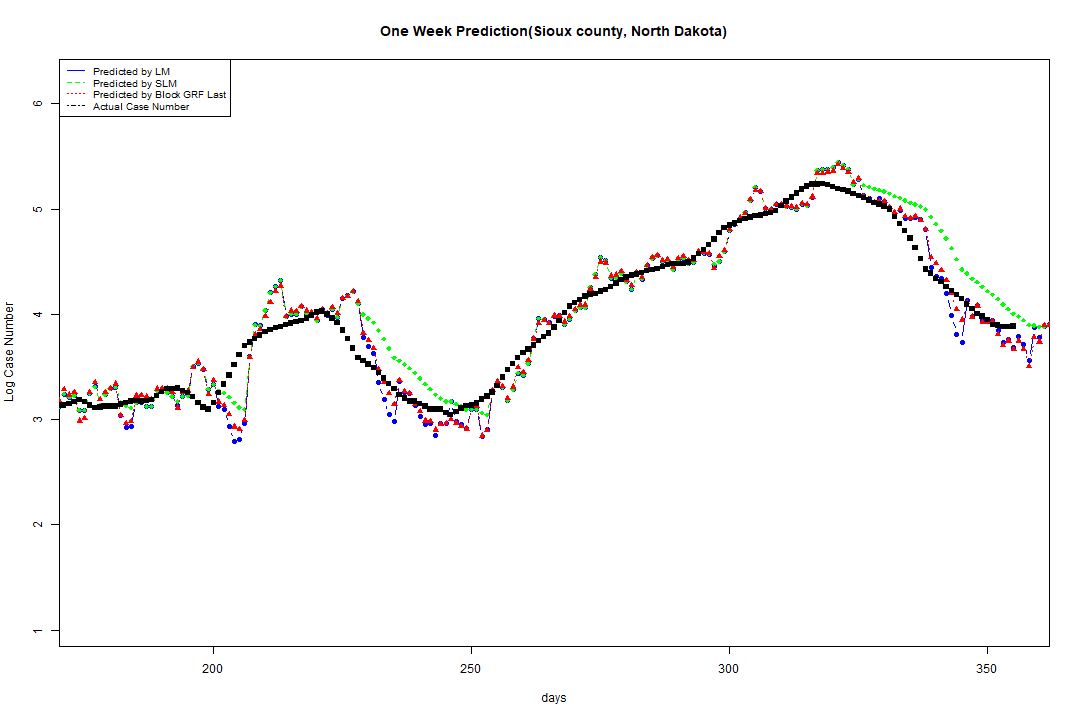 One Week Prediction(Sioux county, North Dakota)
Predicted by LM
Predicted by SLM
Predicted by Block GRF Last
Actual Case Number
6
5
4
3
2
1
Log Case Number
200 250 300 350
days